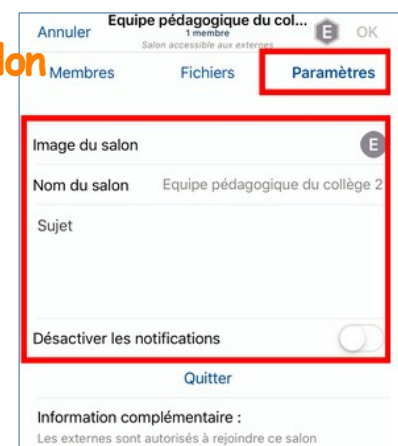 Equipe pédagogique du col...
Annuler
1 membre
E
OK
Salon accessible aux externes
lon
Membres
Fichiers
Paramètres
Image du salon
E
Nom du salon
Equipe pédagogique du collège 2
Sujet
Désactiver les notifications
Quitter
Information complémentaire :
Les externes sont autorisés à rejoindre ce salon